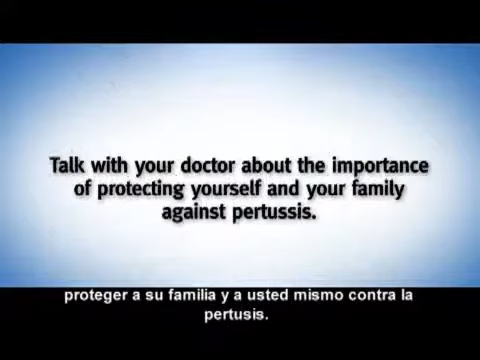 Talk with your doctor about the importance
of protecting yourself and your family
against pertussis.
proteger a su familia y a usted mismo contra la
pertusis.